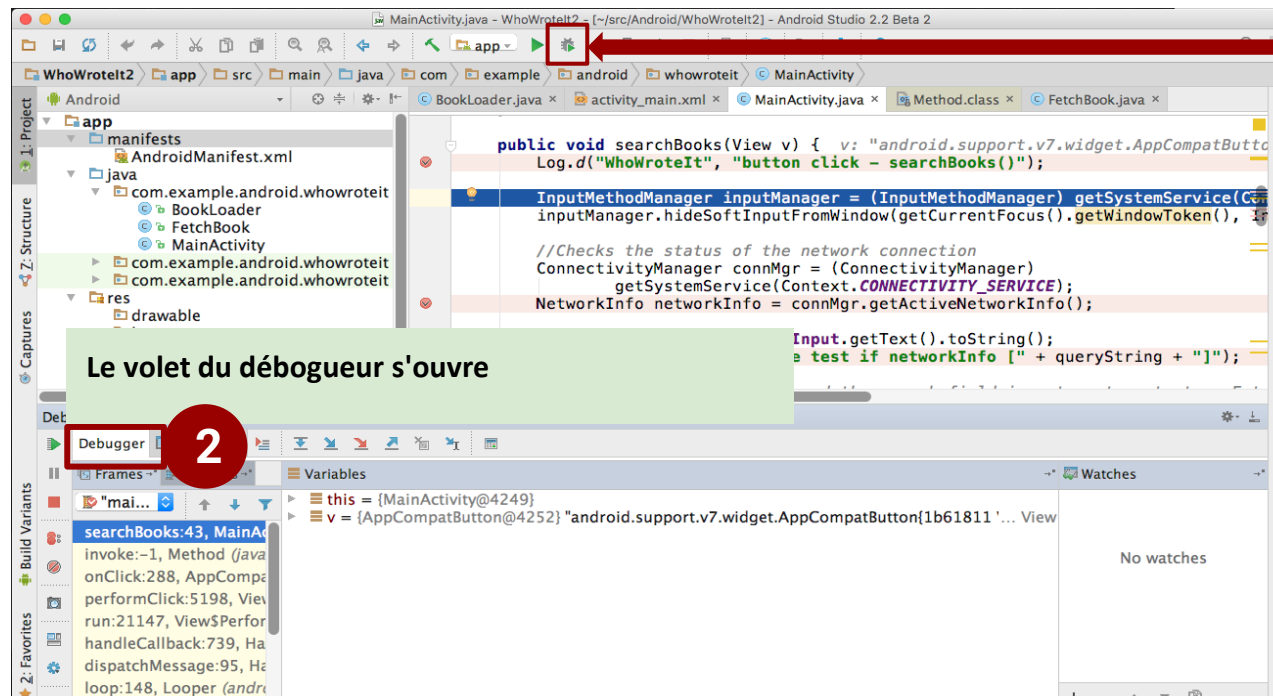 MainActivity.java - WhoWroteIt2 - [~/src/Android/WhoWroteIt2] - Android Studio 2.2 Beta 2
app
WhoWroteIt2 app src main java com example android whowroteit MainActivity
1: Project
Z: Structure
Captures
Build Variants
2: Favorites
Android
BookLoader.java × activity_main.xml × MainActivity.java × Method.class × FetchBook.java ×
app
manifests
AndroidManifest.xml
java
com.example.android.whowroteit
BookLoader
FetchBook
MainActivity
com.example.android.whowroteit
com.example.android.whowroteit
res
drawable
public void searchBooks(View v) { v: "android.support.v7.widget.AppCompatButto
Log.d("WhoWroteIt", "button click – searchBooks()");
InputMethodManager inputManager = (InputMethodManager) getSystemService(
inputManager.hideSoftInputFromWindow(getCurrentFocus().getWindowToken(),
//Checks the status of the network connection
ConnectivityManager connMgr = (ConnectivityManager)
getSystemService(Context.CONNECTIVITY_SERVICE);
NetworkInfo networkInfo = connMgr.getActiveNetworkInfo();
Input.getText().toString();
e test if networkInfo [" + queryString + "]");
Le volet du débogueur s'ouvre
Deb
Debugger
2
Frames
Variables
Watches
"mai...
this = {MainActivity@4249}
v = {AppCompatButton@4252} "android.support.v7.widget.AppCompatButton{1b61811 '... View
No watches
searchBooks:43, MainAc
invoke:–1, Method (java
onClick:288, AppCompa
performClick:5198, View
run:21147, View$Perfor
handleCallback:739, Ha
dispatchMessage:95, Ha
loop:148, Looper (andro